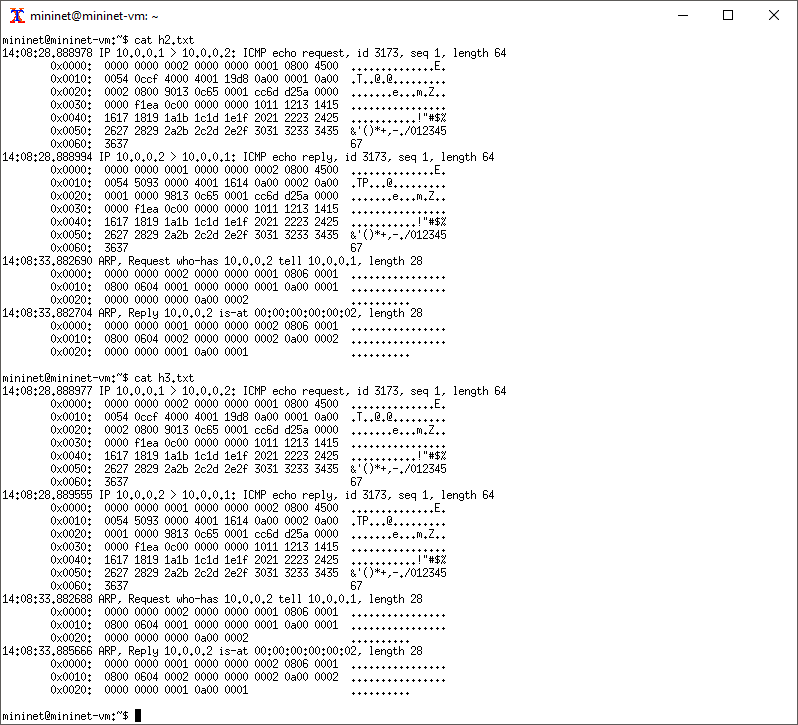 mininet@mininet-vm: ~
mininet@mininet-vm:~$ cat h2.txt
14:08:28.888978 IP 10.0.0.1 > 10.0.0.2: ICMP echo request, id 3173, seq 1, length 64
0x0000:  0000 0000 0002 0000 0000 0001 0800 4500  ..............E.
0x0010:  0054 0ccf 4000 4001 19d8 0a00 0001 0a00  .T..@.@.........
0x0020:  0002 0800 9013 0c65 0001 cc6d d25a 0000  .......e...m.Z..
0x0030:  0000 f1ea 0c00 0000 0000 1011 1213 1415  ................
0x0040:  1617 1819 1a1b 1c1d 1e1f 2021 2223 2425  ...........!"#$%
0x0050:  2627 2829 2a2b 2c2d 2e2f 3031 3233 3435  &'()*+,-./012345
0x0060:  3637  67
14:08:28.888994 IP 10.0.0.2 > 10.0.0.1: ICMP echo reply, id 3173, seq 1, length 64
0x0000:  0000 0000 0001 0000 0000 0002 0800 4500  ..............E.
0x0010:  0054 5093 0000 4001 1614 0a00 0002 0a00  .TP...@.........
0x0020:  0001 0000 9813 0c65 0001 cc6d d25a 0000  .......e...m.Z..
0x0030:  0000 f1ea 0c00 0000 0000 1011 1213 1415  ................
0x0040:  1617 1819 1a1b 1c1d 1e1f 2021 2223 2425  ...........!"#$%
0x0050:  2627 2829 2a2b 2c2d 2e2f 3031 3233 3435  &'()*+,-./012345
0x0060:  3637  67
14:08:33.882690 ARP, Request who-has 10.0.0.2 tell 10.0.0.1, length 28
0x0000:  0000 0000 0002 0000 0000 0001 0806 0001  ................
0x0010:  0800 0604 0001 0000 0000 0001 0a00 0001  ................
0x0020:  0000 0000 0000 0a00 0002  ..........
14:08:33.882704 ARP, Reply 10.0.0.2 is-at 00:00:00:00:00:02, length 28
0x0000:  0000 0000 0001 0000 0000 0002 0806 0001  ................
0x0010:  0800 0604 0002 0000 0000 0002 0a00 0002  ................
0x0020:  0000 0000 0001 0a00 0001  ..........
mininet@mininet-vm:~$ cat h3.txt
14:08:28.888977 IP 10.0.0.1 > 10.0.0.2: ICMP echo request, id 3173, seq 1, length 64
0x0000:  0000 0000 0002 0000 0000 0001 0800 4500  ..............E.
0x0010:  0054 0ccf 4000 4001 19d8 0a00 0001 0a00  .T..@.@.........
0x0020:  0002 0800 9013 0c65 0001 cc6d d25a 0000  .......e...m.Z..
0x0030:  0000 f1ea 0c00 0000 0000 1011 1213 1415  ................
0x0040:  1617 1819 1a1b 1c1d 1e1f 2021 2223 2425  ...........!"#$%
0x0050:  2627 2829 2a2b 2c2d 2e2f 3031 3233 3435  &'()*+,-./012345
0x0060:  3637  67
14:08:28.889555 IP 10.0.0.2 > 10.0.0.1: ICMP echo reply, id 3173, seq 1, length 64
0x0000:  0000 0000 0001 0000 0000 0002 0800 4500  ..............E.
0x0010:  0054 5093 0000 4001 1614 0a00 0002 0a00  .TP...@.........
0x0020:  0001 0000 9813 0c65 0001 cc6d d25a 0000  .......e...m.Z..
0x0030:  0000 f1ea 0c00 0000 0000 1011 1213 1415  ................
0x0040:  1617 1819 1a1b 1c1d 1e1f 2021 2223 2425  ...........!"#$%
0x0050:  2627 2829 2a2b 2c2d 2e2f 3031 3233 3435  &'()*+,-./012345
0x0060:  3637  67
14:08:33.882688 ARP, Request who-has 10.0.0.2 tell 10.0.0.1, length 28
0x0000:  0000 0000 0002 0000 0000 0001 0806 0001  ................
0x0010:  0800 0604 0001 0000 0000 0001 0a00 0001  ................
0x0020:  0000 0000 0000 0a00 0002  ..........
14:08:33.885666 ARP, Reply 10.0.0.2 is-at 00:00:00:00:00:02, length 28
0x0000:  0000 0000 0001 0000 0000 0002 0806 0001  ................
0x0010:  0800 0604 0002 0000 0000 0002 0a00 0002  ................
0x0020:  0000 0000 0001 0a00 0001  ..........
mininet@mininet-vm:~$